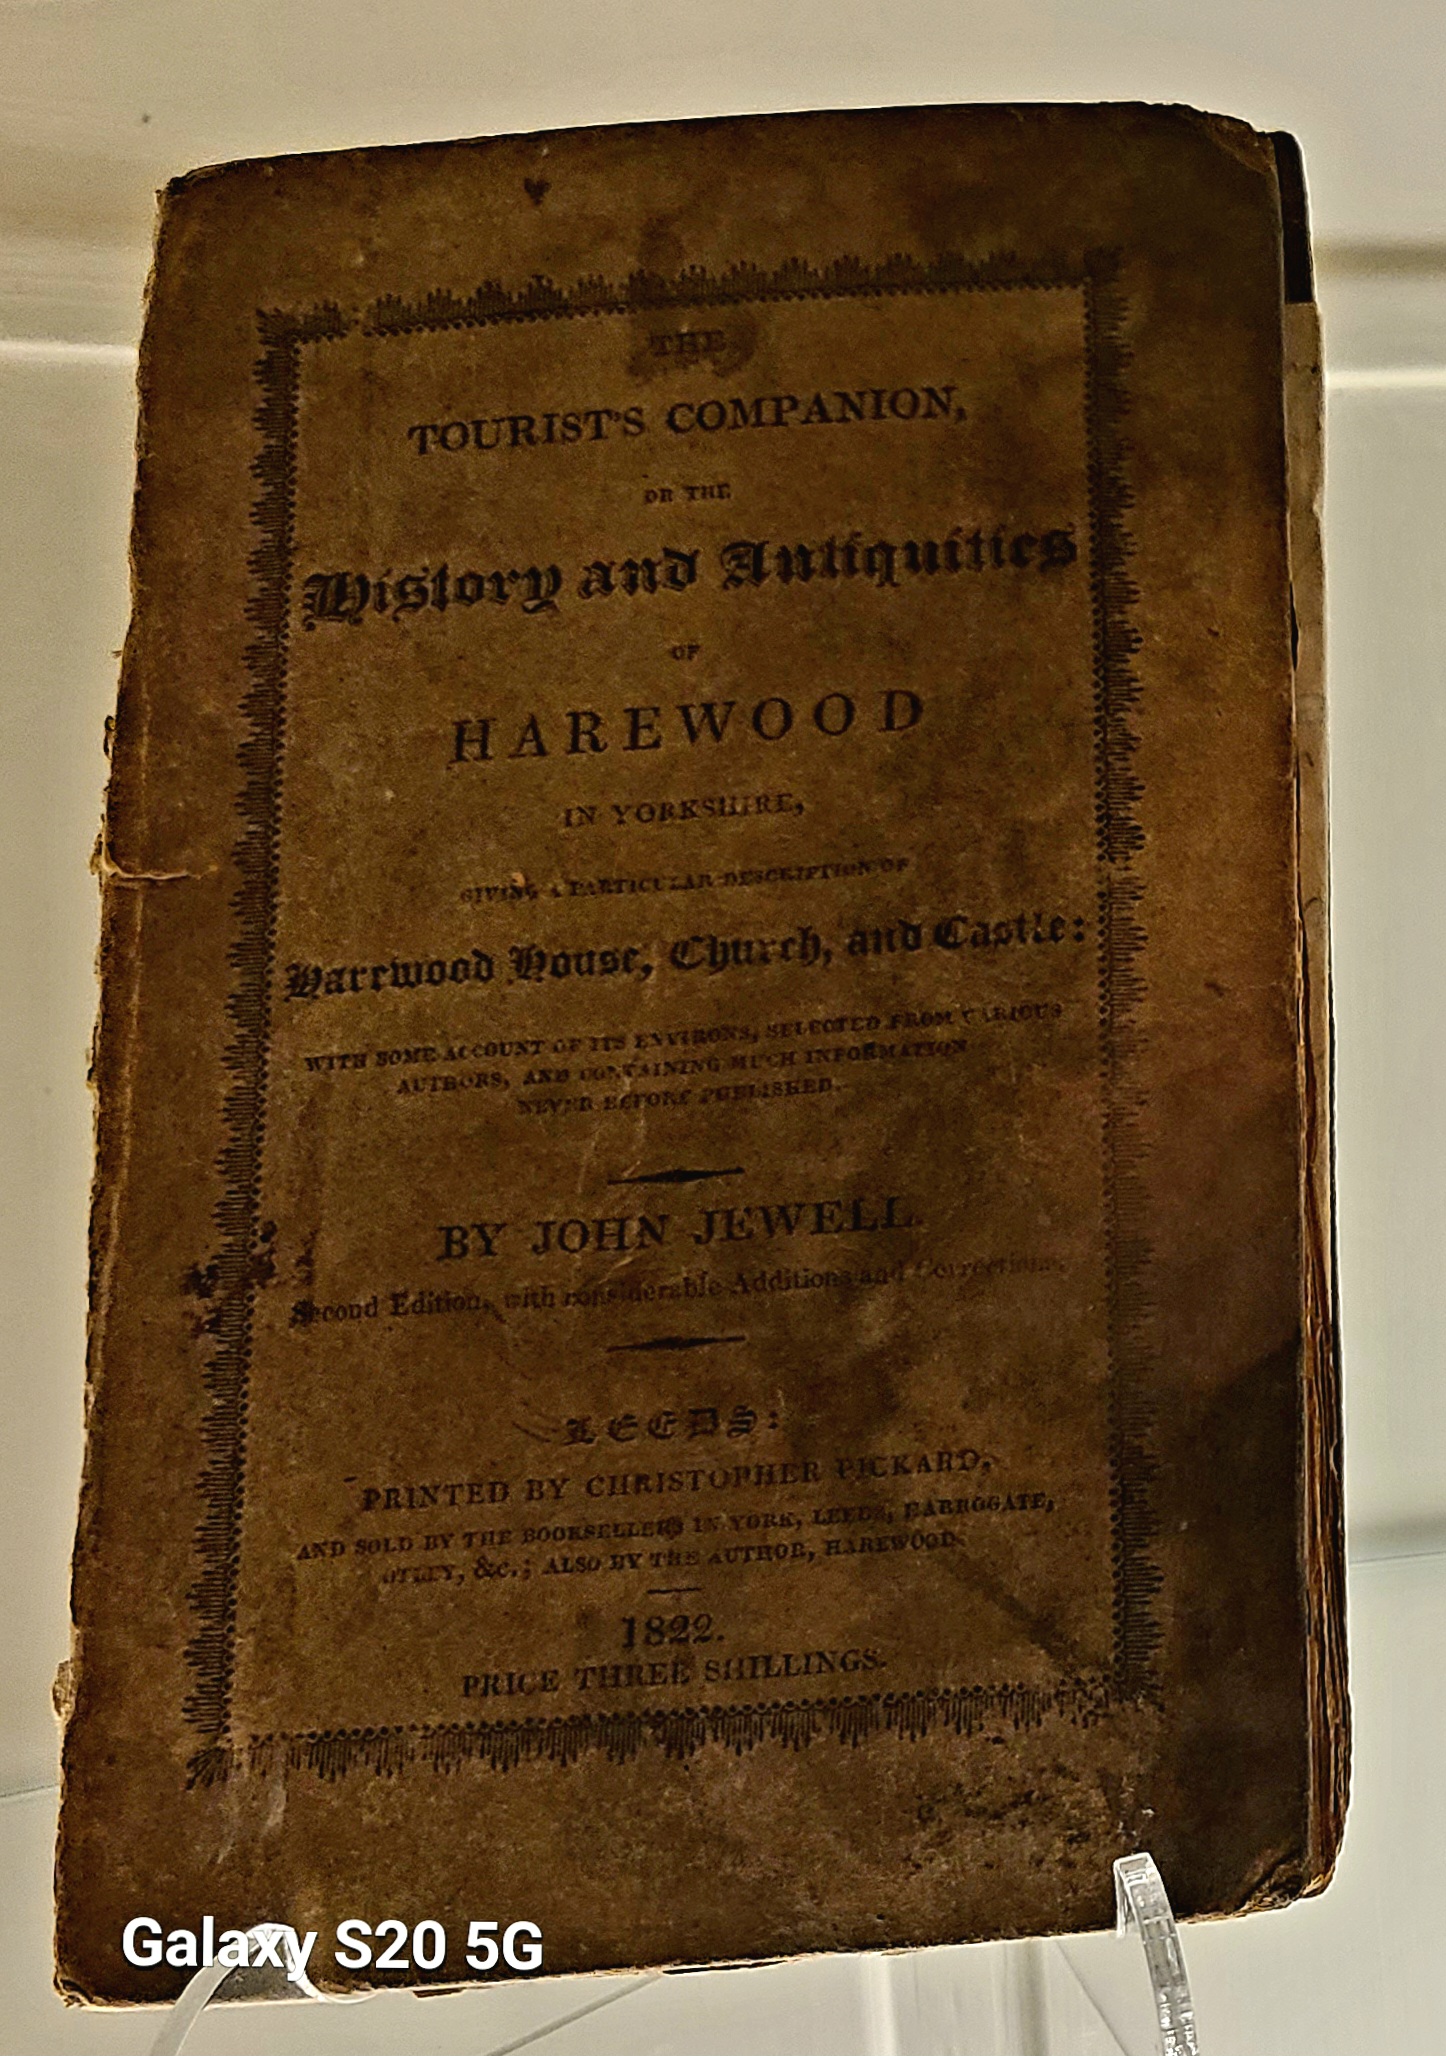 THE
TOURIST'S COMPANION,
OR THE
History and Antiquities
OF
HAREWOOD
IN YORKSHIRE,
GIVING A PARTICULAR DESCRIPTION OF
Harewood House, Church, and Castle:
WITH SOME ACCOUNT OF ITS ENVIRONS, SELECTED FROM VARIOUS
AUTHORS, AND CONTAINING MUCH INFORMATION
NEVER BEFORE PUBLISHED.
BY JOHN JEWELL.
Second Edition, with considerable Additions and Corrections.
LEEDS:
PRINTED BY CHRISTOPHER PICKARD,
AND SOLD BY THE BOOKSELLERS IN YORK, LEEDS, HARROGATE,
OTLEY, &c.; ALSO BY THE AUTHOR, HAREWOOD.
1822.
PRICE THREE SHILLINGS.
Galaxy S20 5G